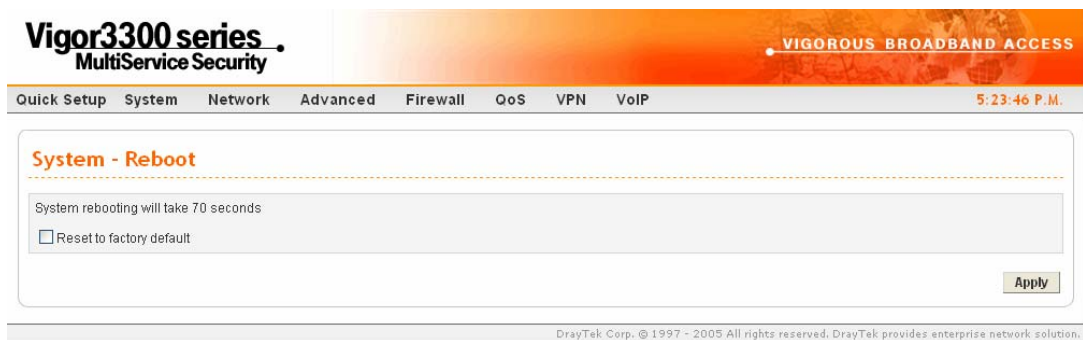 Vigor3300 series
MultiService Security
VIGOROUS BROADBAND ACCESS
Quick Setup System Network Advanced Firewall QoS VPN VoIP 5:23:46 P.M.
System - Reboot
System rebooting will take 70 seconds
Reset to factory default
Apply
DrayTek Corp. © 1997 - 2005 All rights reserved. DrayTek provides enterprise network solution.